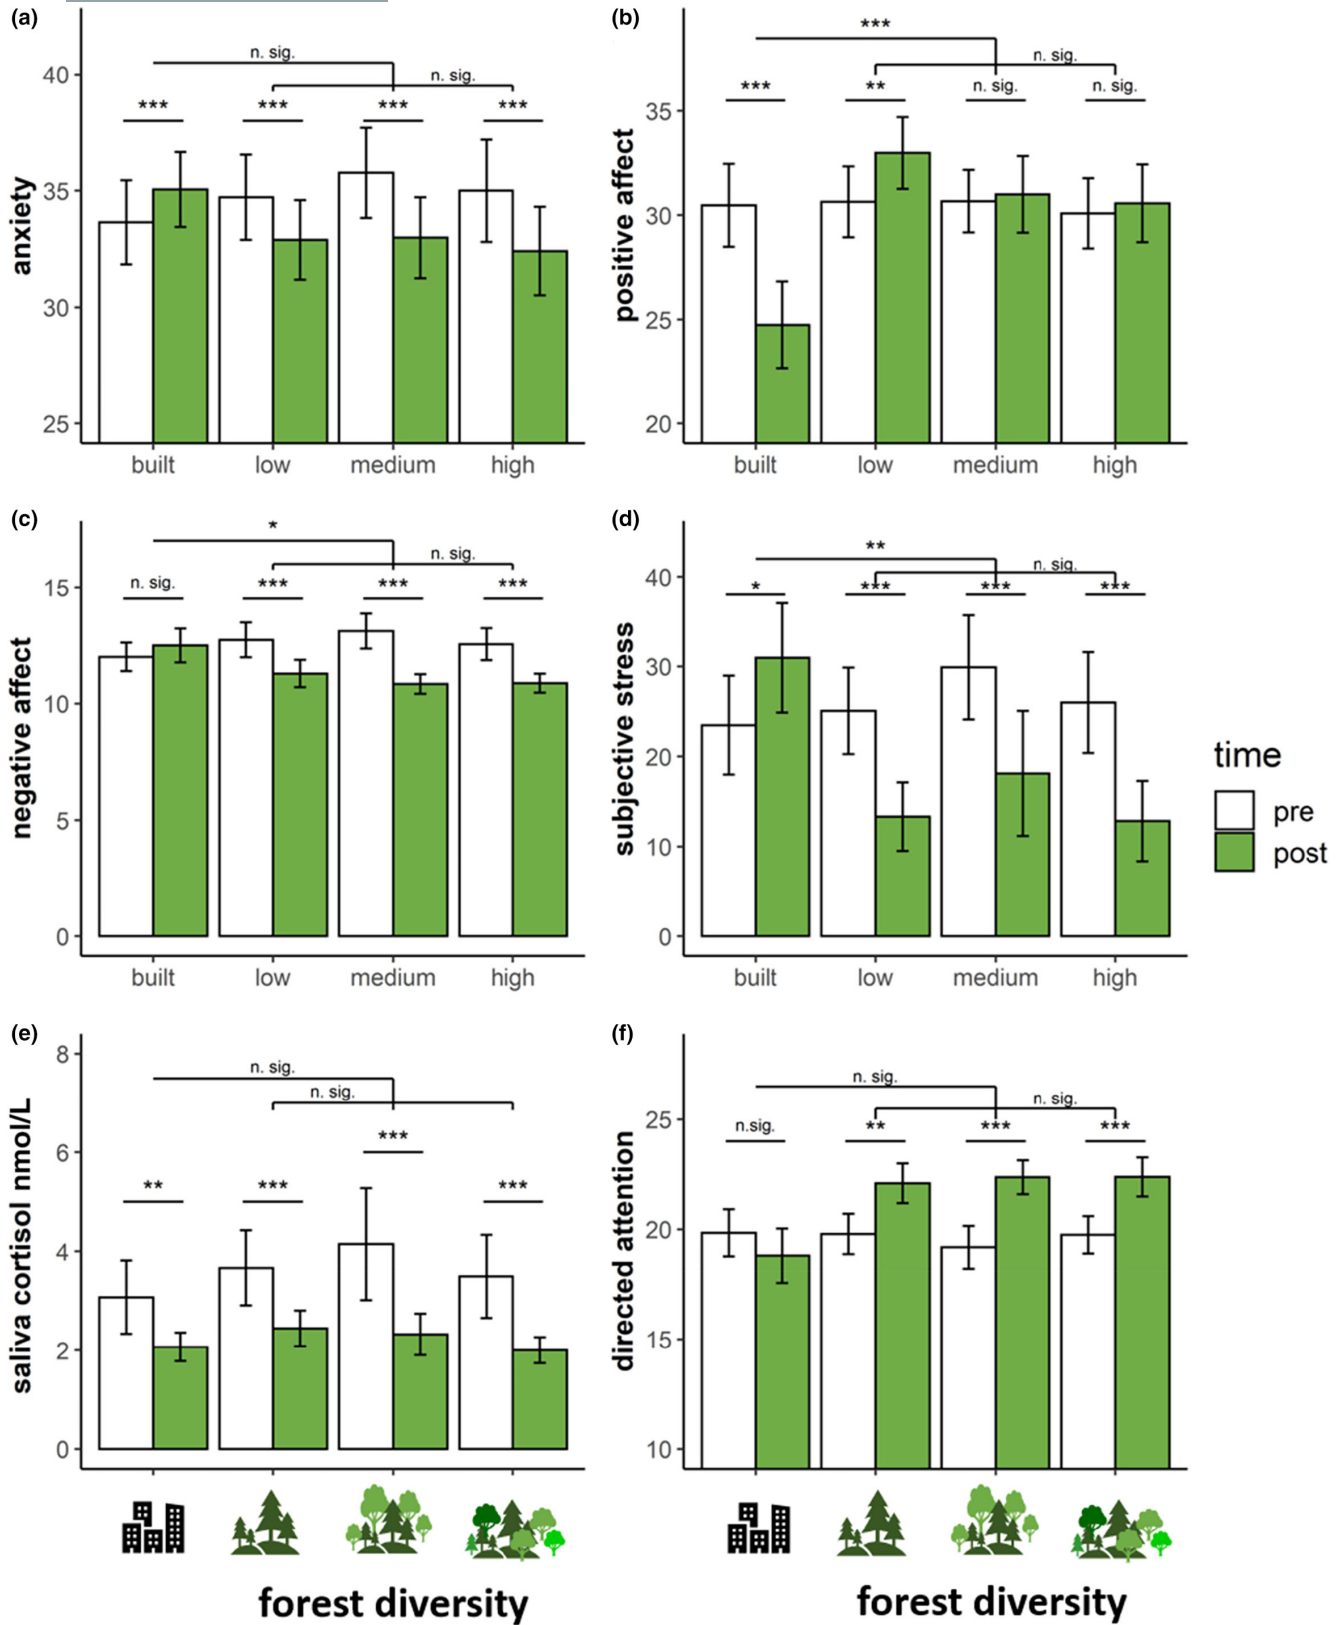 (a)
n. sig.
n. sig.
*** *** *** ***
40
35
30
25
anxiety
built low medium high
(b)
***
n. sig.
*** ** n. sig. n. sig.
35
30
25
20
positive affect
built low medium high
(c)
*
n. sig.
n. sig. *** *** ***
15
10
5
0
negative affect
built low medium high
(d)
**
n. sig.
* *** *** ***
40
30
20
10
0
subjective stress
built low medium high
time
pre
post
(e)
n. sig.
n. sig.
***
** *** ***
8
6
4
2
0
saliva cortisol nmol/L
forest diversity
(f)
n. sig.
n. sig.
n.sig. ** *** ***
25
20
15
10
directed attention
forest diversity